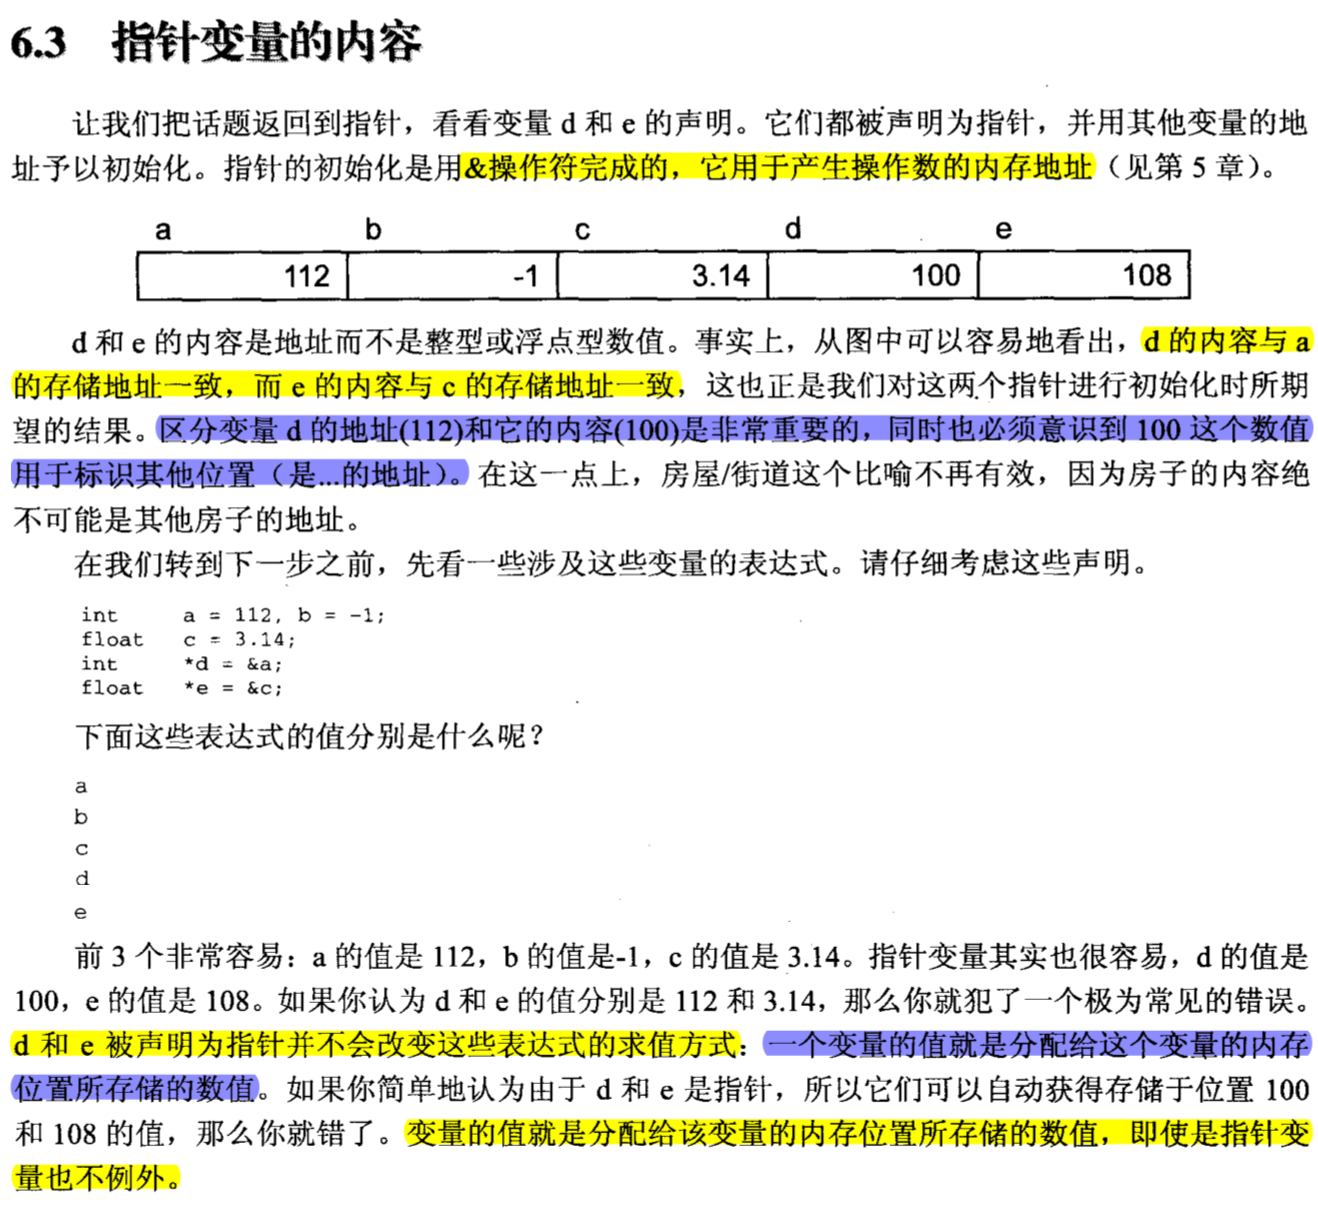 6.3 指针变量的内容
让我们把话题返回到指针，看看变量 d 和 e 的声明。它们都被声明为指针，并用其他变量的地
址予以初始化。指针的初始化是用&操作符完成的，它用于产生操作数的内存地址（见第 5 章）。
a b c d e
112 -1 3.14 100 108
d 和 e 的内容是地址而不是整型或浮点型数值。事实上，从图中可以容易地看出，d 的内容与 a
的存储地址一致，而 e 的内容与 c 的存储地址一致，这也正是我们对这两个指针进行初始化时所期
望的结果。区分变量 d 的地址(112)和它的内容(100)是非常重要的，同时也必须意识到 100 这个数值
用于标识其他位置（是...的地址）。在这一点上，房屋/街道这个比喻不再有效，因为房子的内容绝
不可能是其他房子的地址。
在我们转到下一步之前，先看一些涉及这些变量的表达式。请仔细考虑这些声明。
int a = 112, b = -1;
float c = 3.14;
int *d = &a;
float *e = &c;
下面这些表达式的值分别是什么呢？
a
b
c
d
e
前 3 个非常容易：a 的值是 112，b 的值是-1，c 的值是 3.14。指针变量其实也很容易，d 的值是
100，e 的值是 108。如果你认为 d 和 e 的值分别是 112 和 3.14，那么你就犯了一个极为常见的错误。
d 和 e 被声明为指针并不会改变这些表达式的求值方式：一个变量的值就是分配给这个变量的内存
位置所存储的数值。如果你简单地认为由于 d 和 e 是指针，所以它们可以自动获得存储于位置 100
和 108 的值，那么你就错了。变量的值就是分配给该变量的内存位置所存储的数值，即使是指针变
量也不例外。